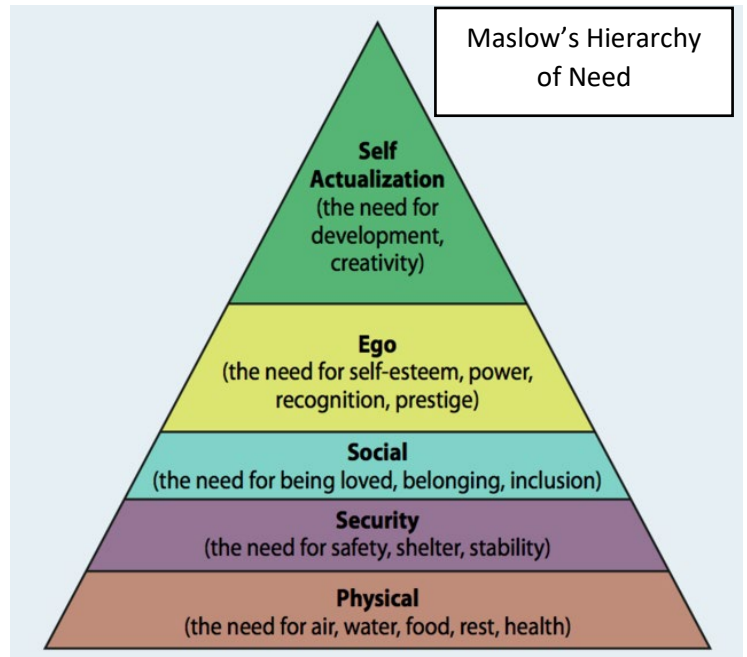 Maslow’s Hierarchy
of Need
Self
Actualization
(the need for
development,
creativity)
Ego
(the need for self-esteem, power,
recognition, prestige)
Social
(the need for being loved, belonging, inclusion)
Security
(the need for safety, shelter, stability)
Physical
(the need for air, water, food, rest, health)